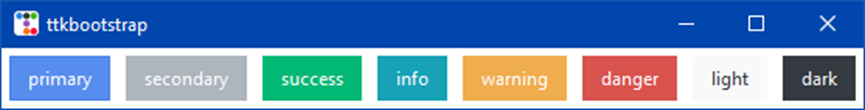 ttkbootstrap
primary secondary success info warning danger light dark